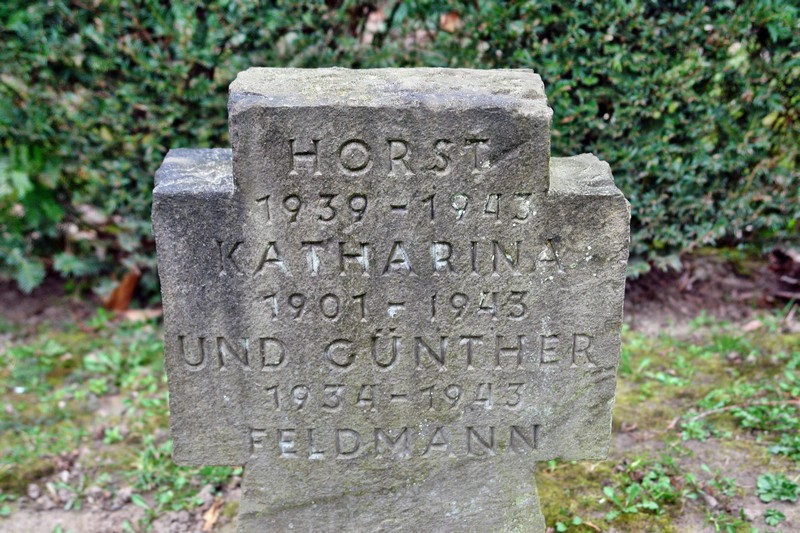 HORST
1939-1943
KATHARINA
1901-1943
UND GÜNTHER
1934-1943
FELDMANN